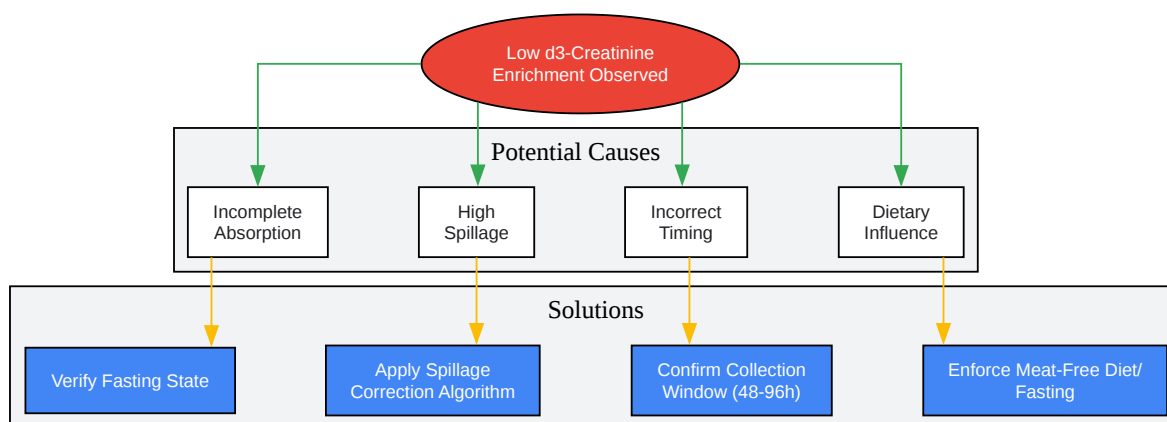 Low d3-Creatinine
Enrichment Observed
Potential Causes
Incomplete
Absorption
High
Spillage
Incorrect
Timing
Dietary
Influence
Solutions
Verify Fasting State
Apply Spillage
Correction Algorithm
Confirm Collection
Window (48-96h)
Enforce Meat-Free Diet/
Fasting